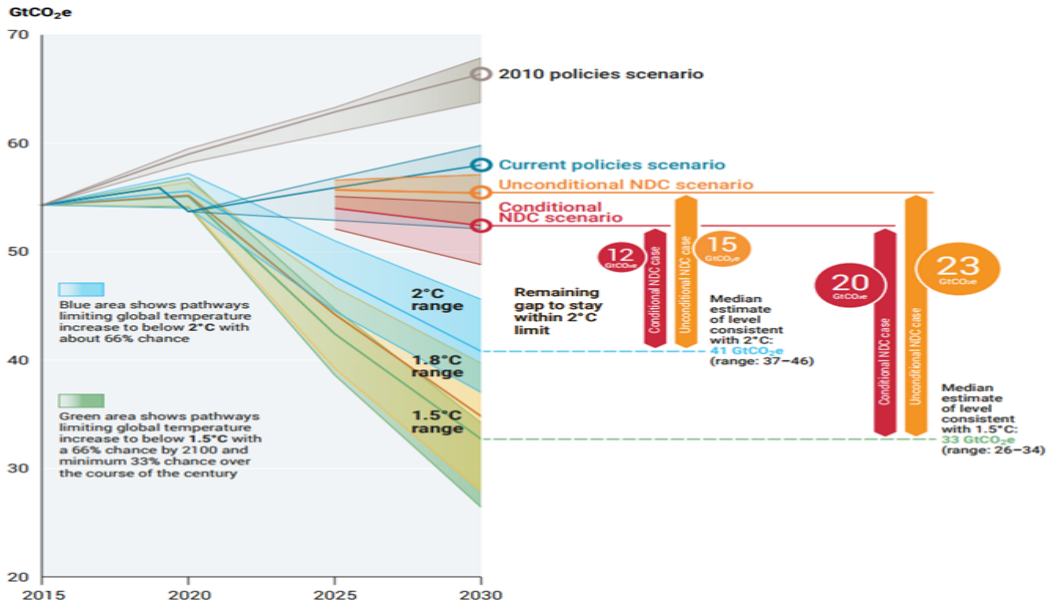 GtCO₂e
70
60
50
40
30
20
2015
2020
2025
2030
2010 policies scenario
Current policies scenario
Unconditional NDC scenario
Conditional
NDC scenario
Blue area shows pathways
limiting global temperature
increase to below 2°C with
about 66% chance
Green area shows pathways
limiting global temperature
increase to below 1.5°C with
a 66% chance by 2100 and
minimum 33% chance over
the course of the century
2°C
range
1.8°C
range
1.5°C
range
Remaining
gap to stay
within 2°C
limit
12
GtCO₂e
Conditional NDC case
Unconditional NDC case
15
GtCO₂e
Median
estimate
of level
consistent
with 2°C:
41 GtCO₂e
(range: 37–46)
20
GtCO₂e
Conditional NDC case
Unconditional NDC case
23
GtCO₂e
Median
estimate
of level
consistent
with 1.5°C:
33 GtCO₂e
(range: 26–34)